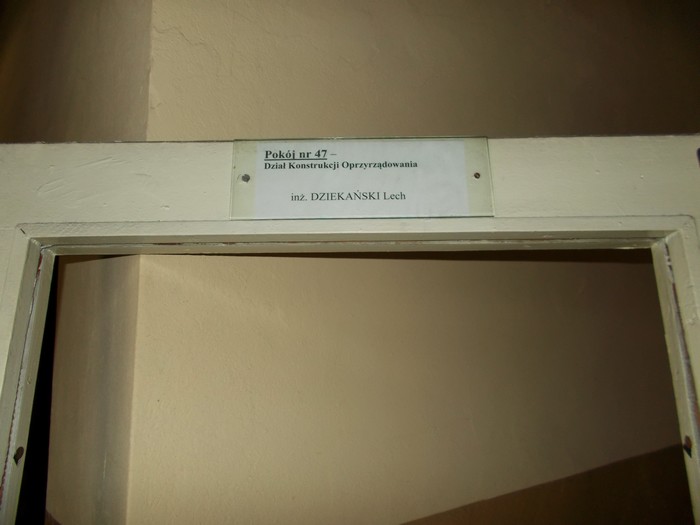 Pokój nr 47 –
Dział Konstrukcji Oprzyrządowania
inż. DZIEKAŃSKI Lech